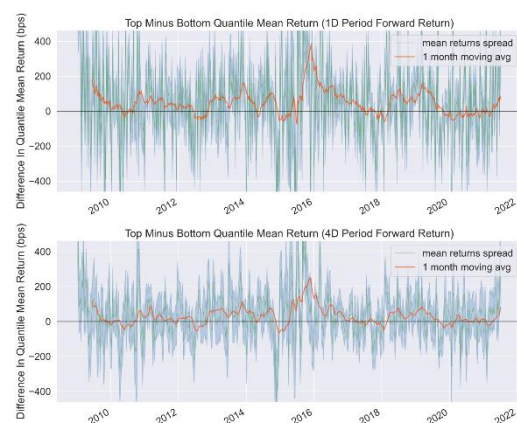 Top Minus Bottom Quantile Mean Return (1D Period Forward Return)
Difference In Quantile Mean Return (bps)
400
200
0
−200
−400
mean returns spread
1 month moving avg
2010 2012 2014 2016 2018 2020 2022
Top Minus Bottom Quantile Mean Return (4D Period Forward Return)
Difference In Quantile Mean Return (bps)
400
200
0
−200
−400
mean returns spread
1 month moving avg
2010 2012 2014 2016 2018 2020 2022